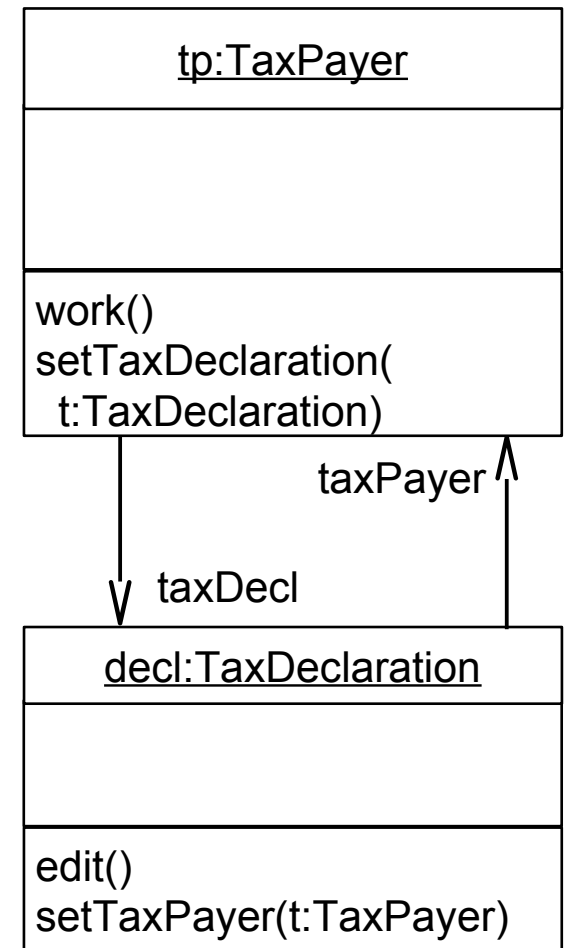 tp:TaxPayer
work()
setTaxDeclaration(
t:TaxDeclaration)
taxPayer
taxDecl
decl:TaxDeclaration
edit()
setTaxPayer(t:TaxPayer)